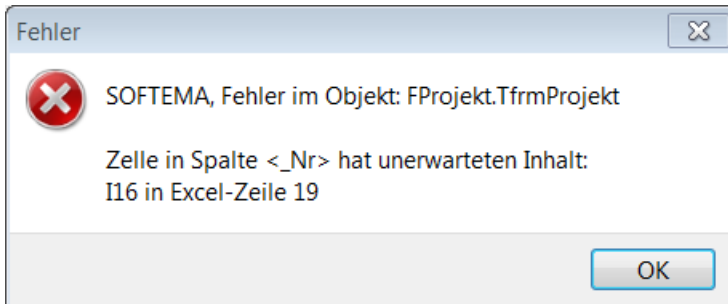 Fehler
SOFTEMA, Fehler im Objekt: FProjekt.TfrmProjekt
Zelle in Spalte <_Nr> hat unerwarteten Inhalt:
I16 in Excel-Zeile 19
OK